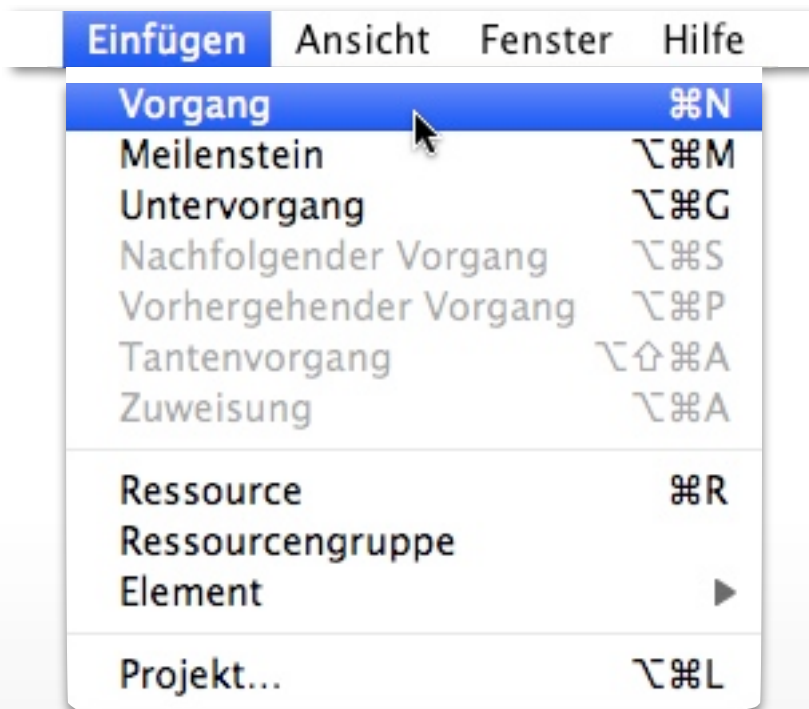 Einfügen Ansicht Fenster Hilfe
Vorgang ⌘N
Meilenstein ⌥⌘M
Untervorgang ⌥⌘G
Nachfolgender Vorgang ⌥⌘S
Vorhergehender Vorgang ⌥⌘P
Tantenvorgang ⌥⇧⌘A
Zuweisung ⌥⌘A
Ressource ⌘R
Ressourcengruppe
Element
Projekt... ⌥⌘L